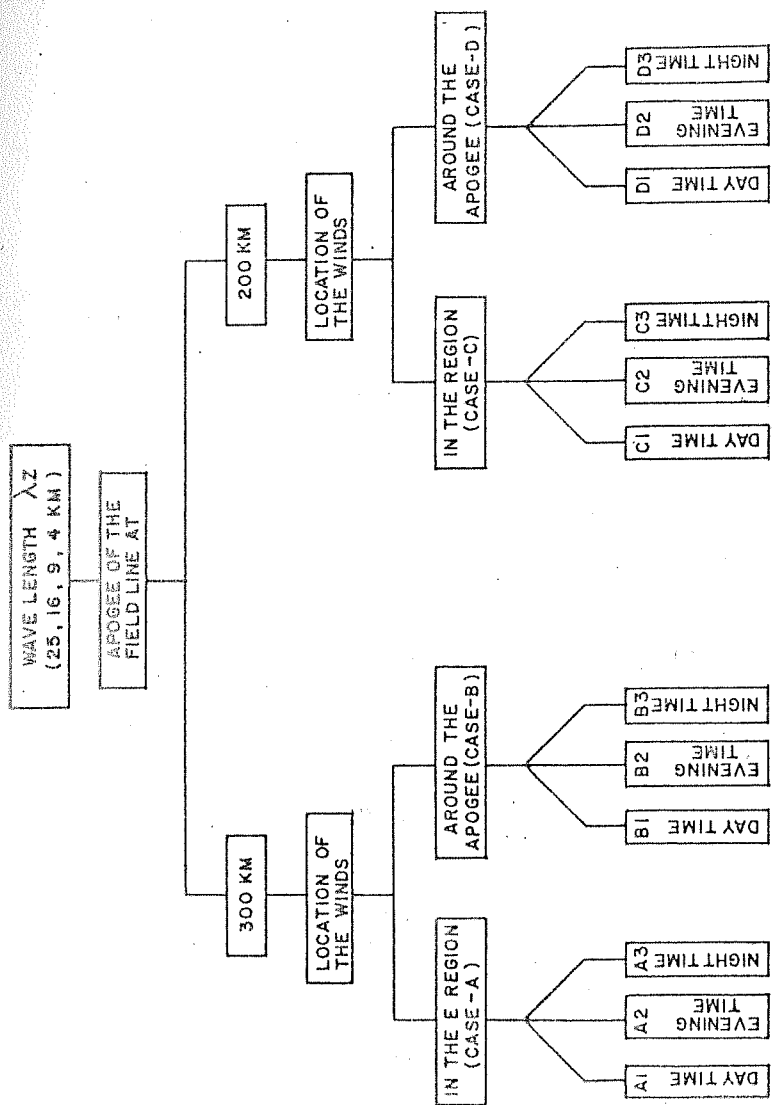 WAVE LENGTH λZ
(25, 16, 9, 4 KM)
APOGEE OF THE
FIELD LINE AT
300 KM
200 KM
LOCATION OF
THE WINDS
LOCATION OF
THE WINDS
IN THE E REGION
(CASE-A)
AROUND THE
APOGEE (CASE-B)
IN THE REGION
(CASE-C)
AROUND THE
APOGEE (CASE-D)
A1
DAY TIME
A2
EVENING
TIME
A3
NIGHT TIME
B1
DAY TIME
B2
EVENING
TIME
B3
NIGHT TIME
C1
DAY TIME
C2
EVENING
TIME
C3
NIGHT TIME
D1
DAY TIME
D2
EVENING
TIME
D3
NIGHT TIME